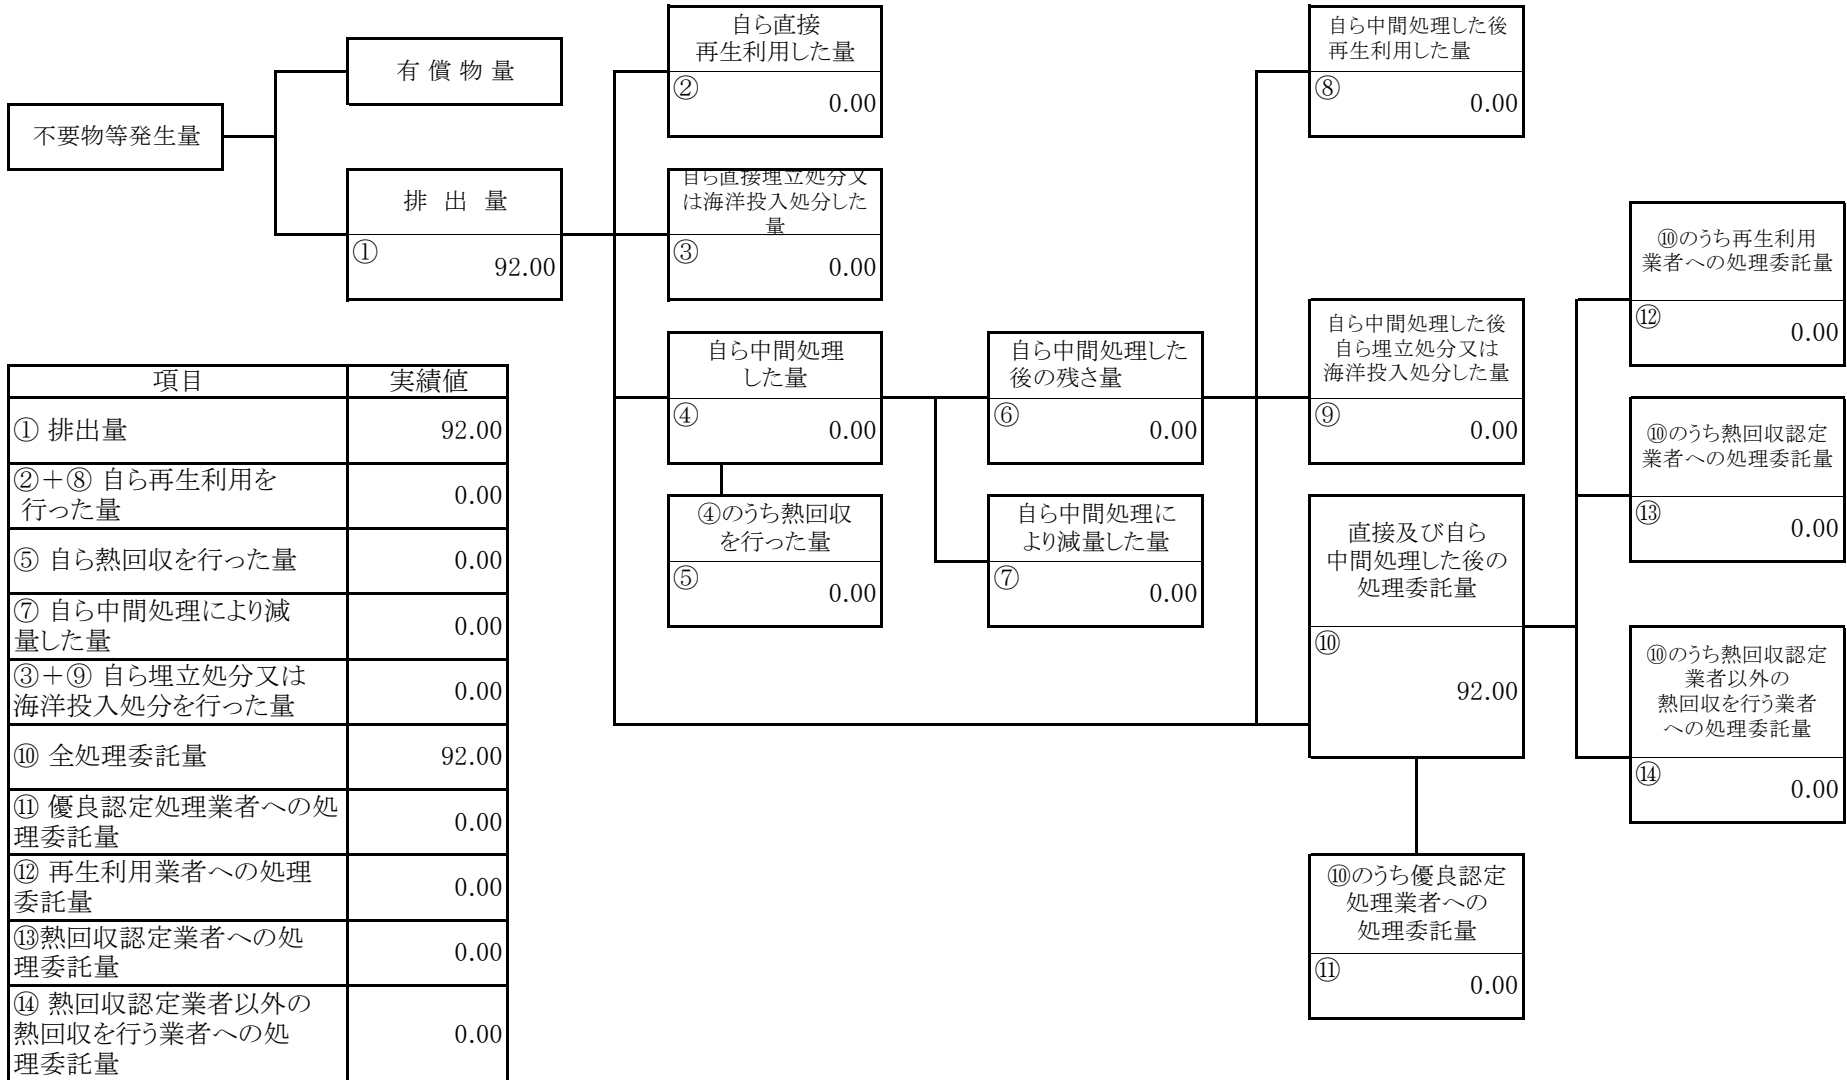 不要物等発生量
有 償 物 量
排 出 量
①
92.00
自ら直接
再生利用した量
②
0.00
自ら直接埋立処分又
は海洋投入処分した
量
③
0.00
自ら中間処理
した量
④
0.00
④のうち熱回収
を行った量
⑤
0.00
自ら中間処理した
後の残さ量
⑥
0.00
自ら中間処理に
より減量した量
⑦
0.00
自ら中間処理した後
再生利用した量
⑧
0.00
自ら中間処理した後
自ら埋立処分又は
海洋投入処分した量
⑨
0.00
直接及び自ら
中間処理した後の
処理委託量
⑩
92.00
⑩のうち優良認定
処理業者への
処理委託量
⑪
0.00
⑩のうち再生利用
業者への処理委託量
⑫
0.00
⑩のうち熱回収認定
業者への処理委託量
⑬
0.00
⑩のうち熱回収認定
業者以外の
熱回収を行う業者
への処理委託量
⑭
0.00
項目 実績値
① 排出量 92.00
②＋⑧ 自ら再生利用を
行った量 0.00
⑤ 自ら熱回収を行った量 0.00
⑦ 自ら中間処理により減
量した量 0.00
③＋⑨ 自ら埋立処分又は
海洋投入処分を行った量 0.00
⑩ 全処理委託量 92.00
⑪ 優良認定処理業者への処
理委託量 0.00
⑫ 再生利用業者への処理
委託量 0.00
⑬熱回収認定業者への処
理委託量 0.00
⑭ 熱回収認定業者以外の
熱回収を行う業者への処
理委託量 0.00